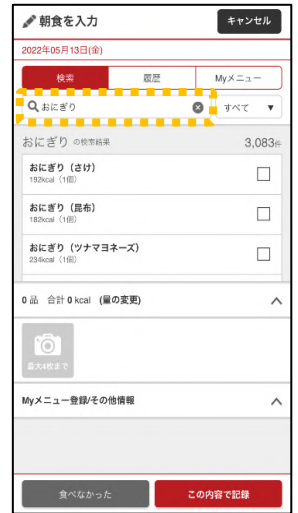 朝食を入力
キャンセル
2022年05月13日(金)
検索 履歴 Myメニュー
おにぎり すべて ▼
おにぎり の検索結果 3,083件
おにぎり（さけ）
192kcal（1個）
おにぎり（昆布）
182kcal（1個）
おにぎり（ツナマヨネーズ）
234kcal（1個）
0 品 合計 0 kcal (量の変更)
最大4枚まで
Myメニュー登録/その他情報
食べなかった この内容で記録